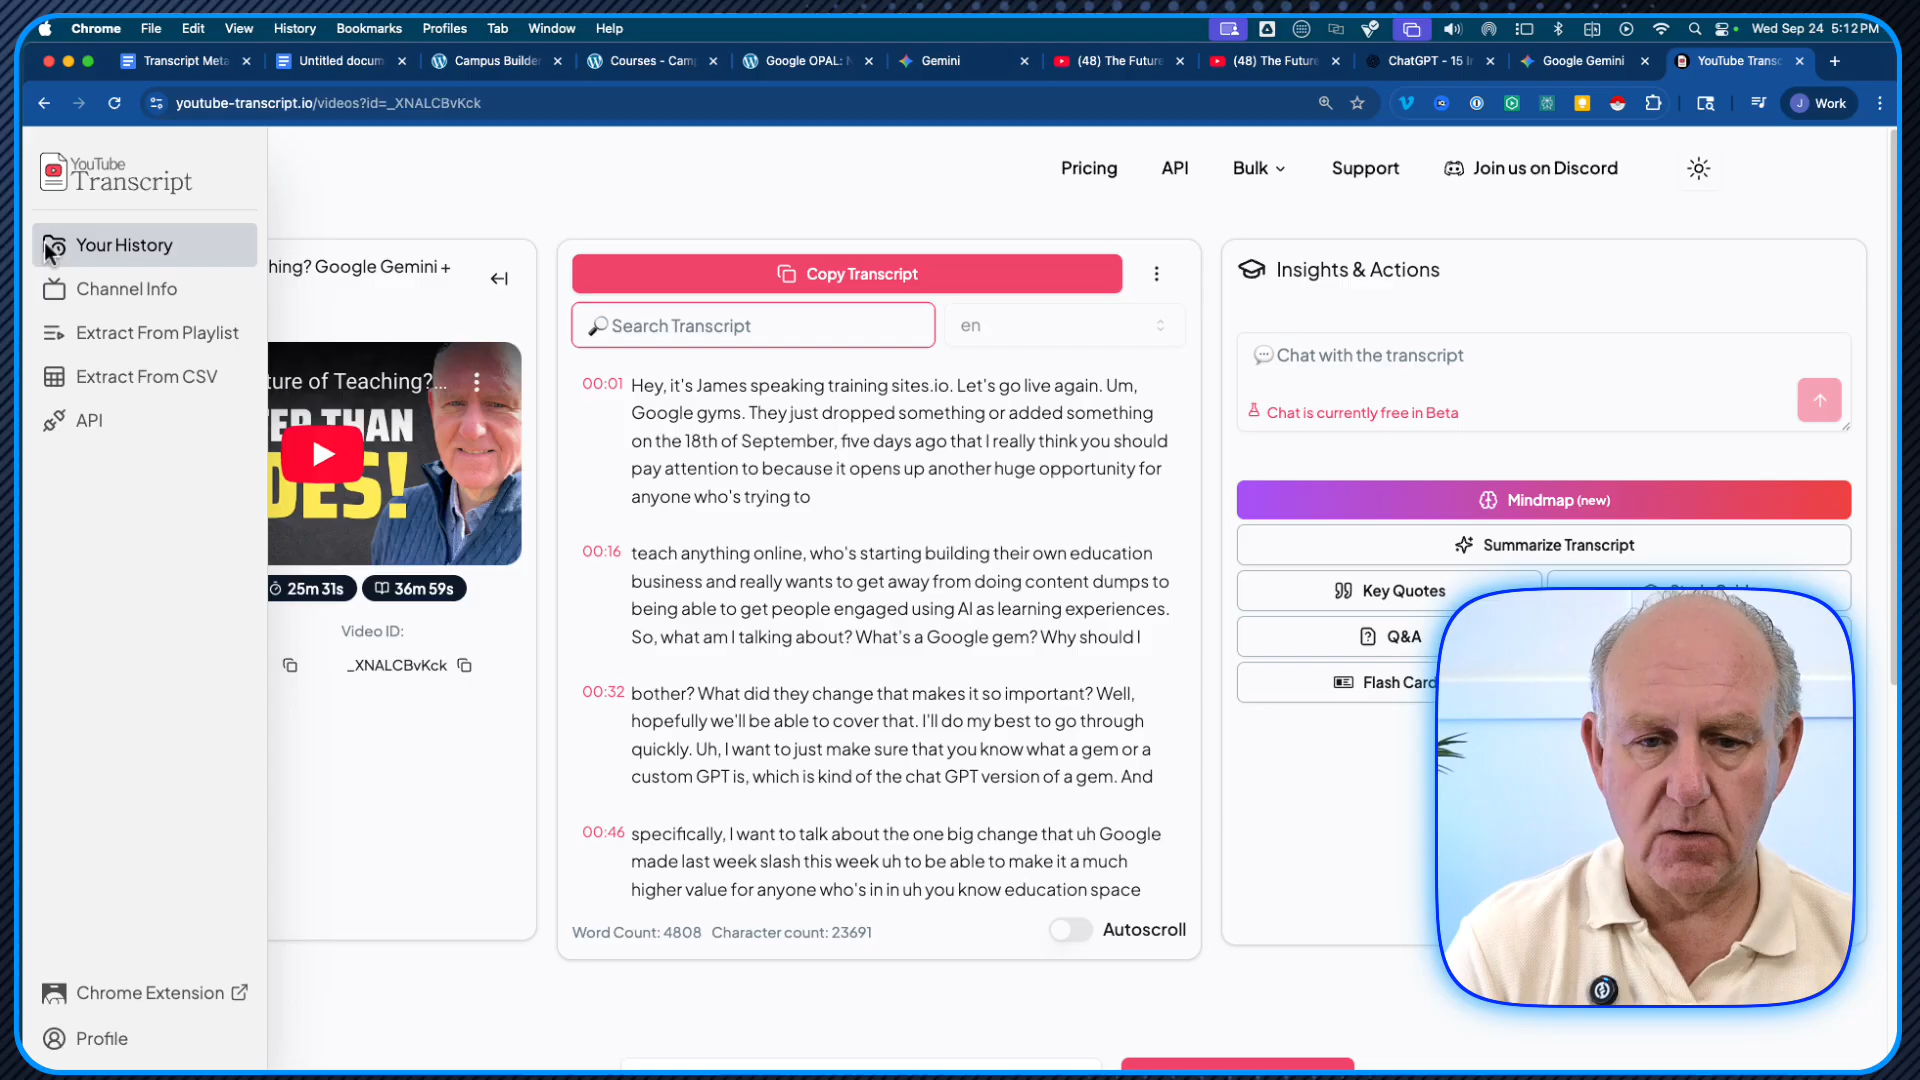 Chrome File Edit View History Bookmarks Profiles Tab Window Help Wed Sep 24 5:12 PM
Transcript Meta Untitled docum Campus Builde Courses - Cam Google OPAL: N Gemini (48) The Future (48) The Future ChatGPT - 15 I Google Gemini YouTube Trans
youtube-transcript.io/videos?id=_XNALCBvKck J Work
YouTube
Transcript
Your History
Channel Info
Extract From Playlist
Extract From CSV
API
Chrome Extension
Profile
Pricing API Bulk Support Join us on Discord
hing? Google Gemini +
ture of Teaching?...
ER THAN
DES!
25m 31s 36m 59s
Video ID:
_XNALCBvKck
Copy Transcript
Search Transcript en
00:01 Hey, it's James speaking training sites.io. Let's go live again. Um,
Google gyms. They just dropped something or added something
on the 18th of September, five days ago that I really think you should
pay attention to because it opens up another huge opportunity for
anyone who's trying to
00:16 teach anything online, who's starting building their own education
business and really wants to get away from doing content dumps to
being able to get people engaged using AI as learning experiences.
So, what am I talking about? What's a Google gem? Why should I
00:32 bother? What did they change that makes it so important? Well,
hopefully we'll be able to cover that. I'll do my best to go through
quickly. Uh, I want to just make sure that you know what a gem or a
custom GPT is, which is kind of the chat GPT version of a gem. And
00:46 specifically, I want to talk about the one big change that uh Google
made last week slash this week uh to be able to make it a much
higher value for anyone who's in in uh you know education space
Word Count: 4808 Character count: 23691 Autoscroll
Insights & Actions
Chat with the transcript
Chat is currently free in Beta
Mindmap (new)
Summarize Transcript
Key Quotes
Q&A
Flash Card